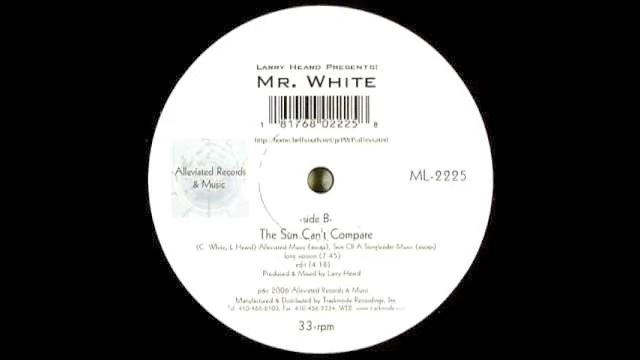 Larry Heard Presents:
Mr. White
1 81768 02225 8
Alleviated Records
& Music
ML-2225
-side B-
The Sun Can't Compare
(C. White, L Heard) Alleviated Music (ascap), Son Of A Songleader Music (ascap)
long version (7:45)
edit (4:18)
Produced & Mixed by Larry Heard
p&c 2006 Alleviated Records & Music
Manufactured & Distributed by Trackmode Recordings, Inc
33-rpm